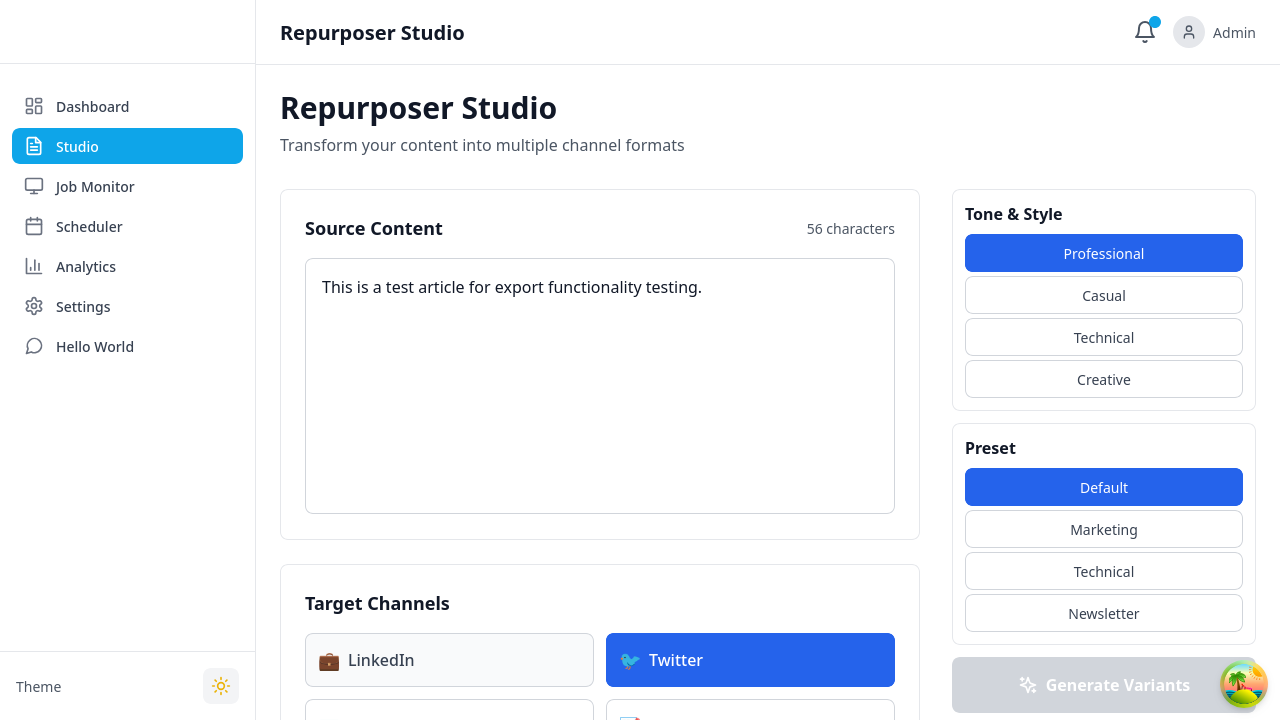 Repurposer Studio
Admin
Dashboard
Studio
Job Monitor
Scheduler
Analytics
Settings
Hello World
Theme
Repurposer Studio
Transform your content into multiple channel formats
Source Content
56 characters
This is a test article for export functionality testing.
Target Channels
LinkedIn
Twitter
Tone & Style
Professional
Casual
Technical
Creative
Preset
Default
Marketing
Technical
Newsletter
Generate Variants